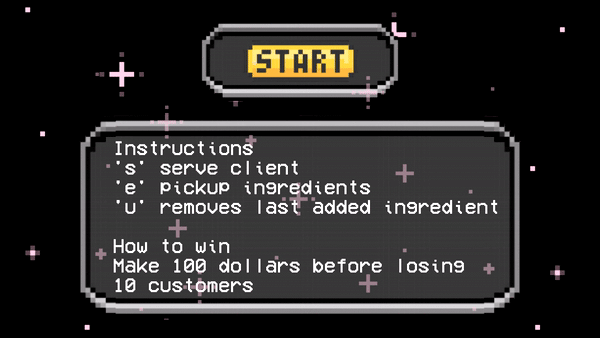 START
Instructions
's' serve client
'e' pickup ingredients
'u' removes last added ingredient
How to win
Make 100 dollars before losing
10 customers